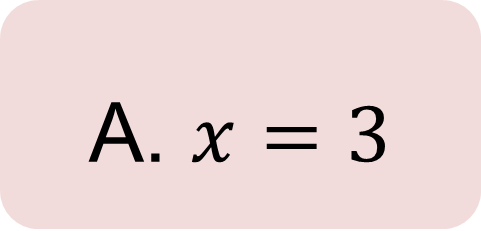 A. x = 3